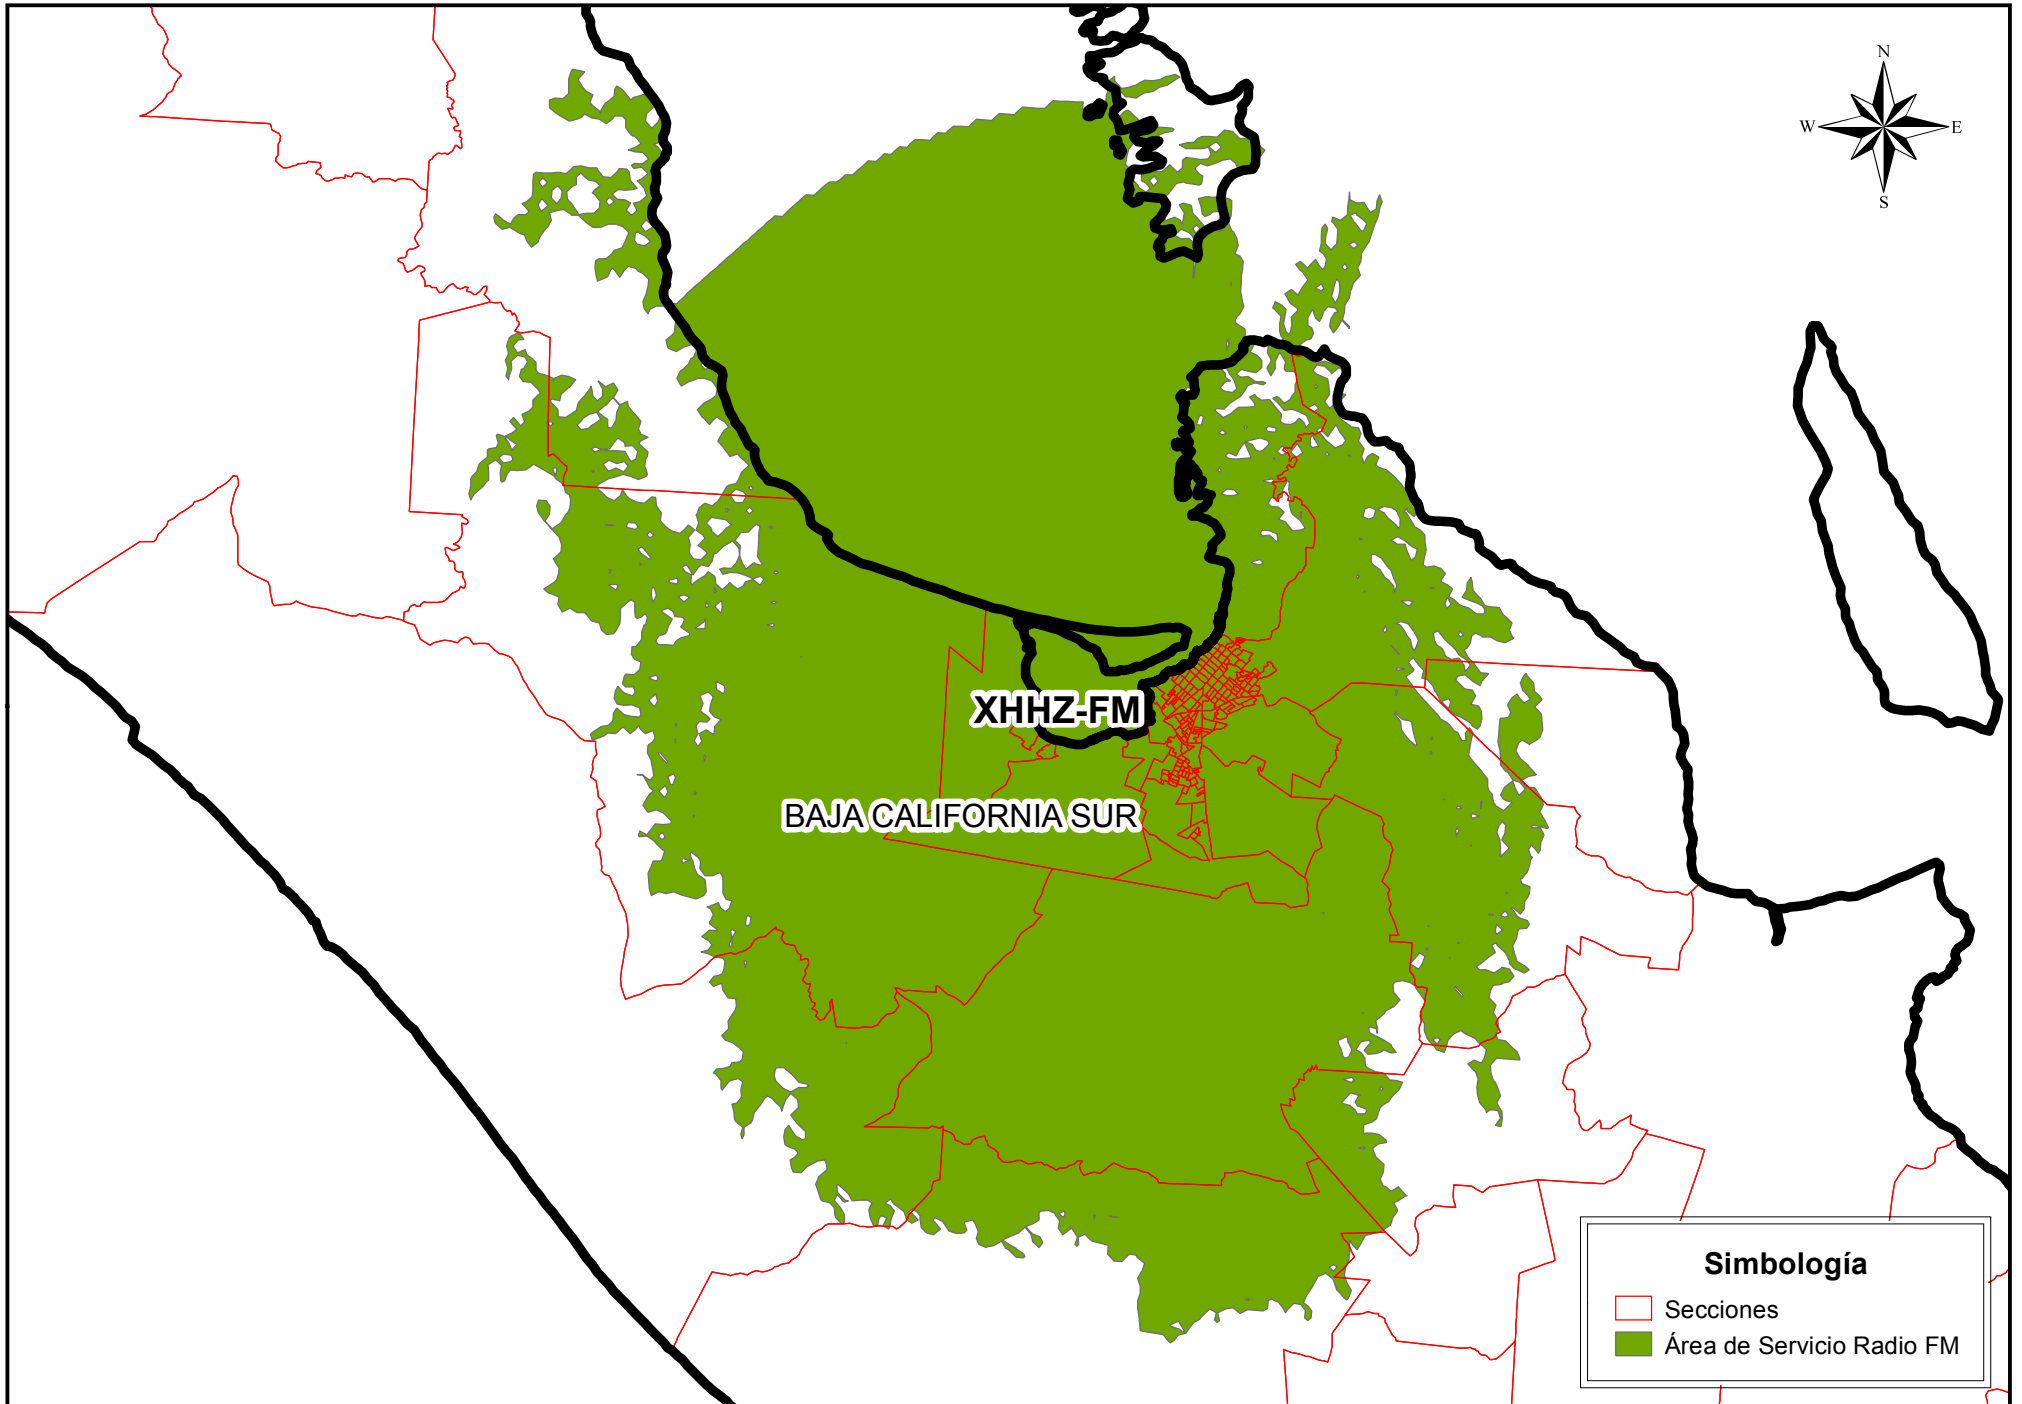 N
W E
S
XHHZ-FM
BAJA CALIFORNIA SUR
Simbología
Secciones
Área de Servicio Radio FM